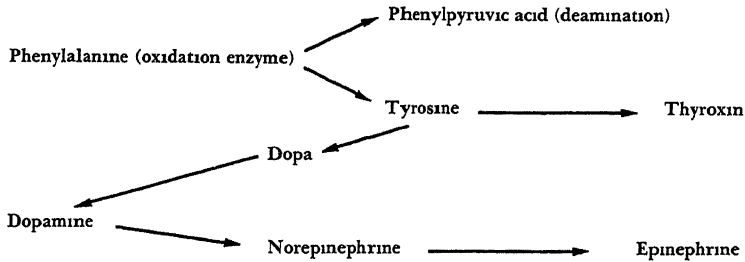 Phenylpyruvic acid (deamination)
Phenylalanine (oxidation enzyme)
Tyrosine
Thyroxin
Dopa
Dopamine
Norepinephrine
Epinephrine